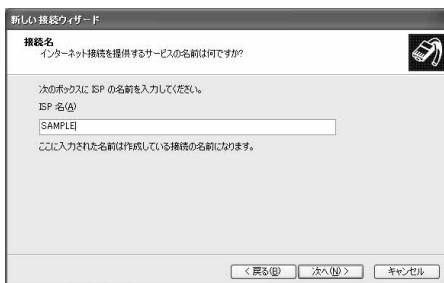 新しい接続ウィザード
接続名
インターネット接続を提供するサービスの名前は何ですか?
次のボックスに ISP の名前を入力してください。
ISP 名(A)
SAMPLE
ここに入力された名前は作成している接続の名前になります。
< 戻る(B) 次へ(N) > キャンセル